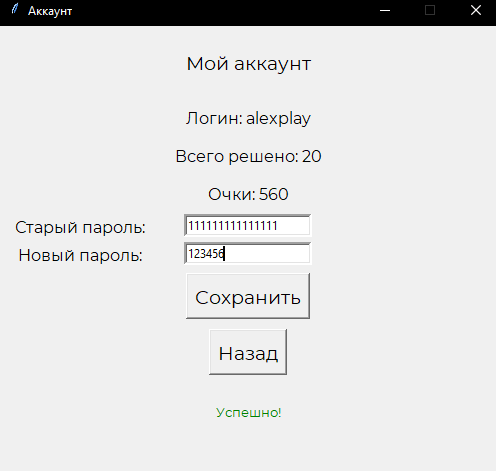 Аккаунт
Мой аккаунт
Логин: alexplay
Всего решено: 20
Очки: 560
Старый пароль: 111111111111111
Новый пароль: 123456
Сохранить
Назад
Успешно!